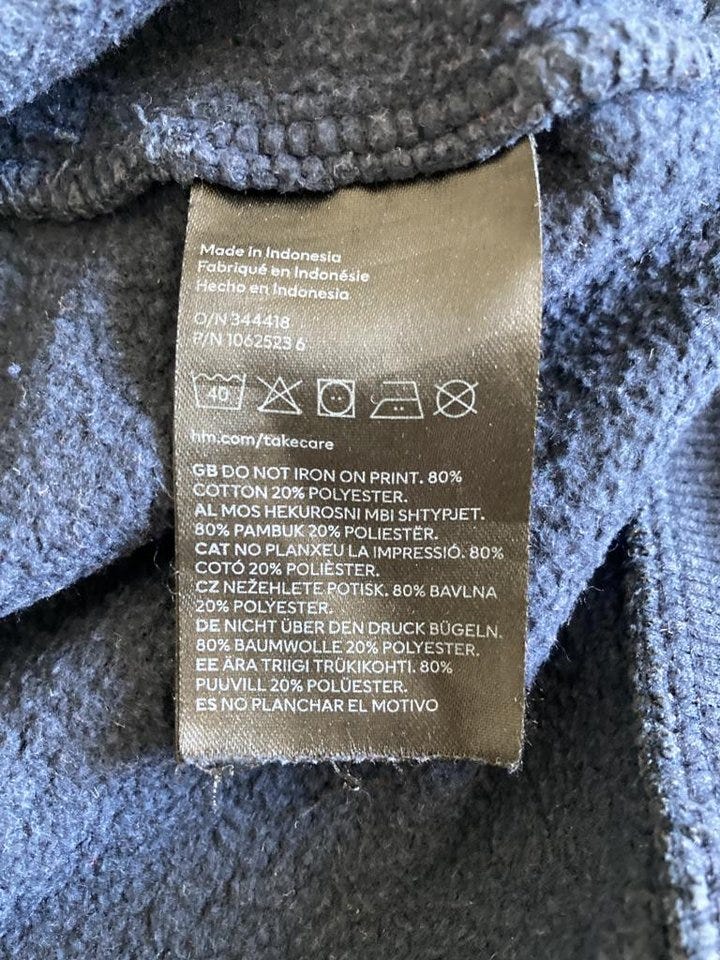 Made in Indonesia
Fabriqué en Indonésie
Hecho en Indonesia
O/N 344418
P/N 1062523 6
40
hm.com/takecare
GB DO NOT IRON ON PRINT. 80%
COTTON 20% POLYESTER.
AL MOS HEKUROSNI MBI SHTYPJET.
80% PAMBUK 20% POLIESTËR.
CAT NO PLANXEU LA IMPRESSIÓ. 80%
COTÓ 20% POLIÈSTER.
CZ NEŽEHLETE POTISK. 80% BAVLNA
20% POLYESTER.
DE NICHT ÜBER DEN DRUCK BÜGELN.
80% BAUMWOLLE 20% POLYESTER.
EE ÄRA TRIIGI TRÜKIKOHTI. 80%
PUUVILL 20% POLÜESTER.
ES NO PLANCHAR EL MOTIVO